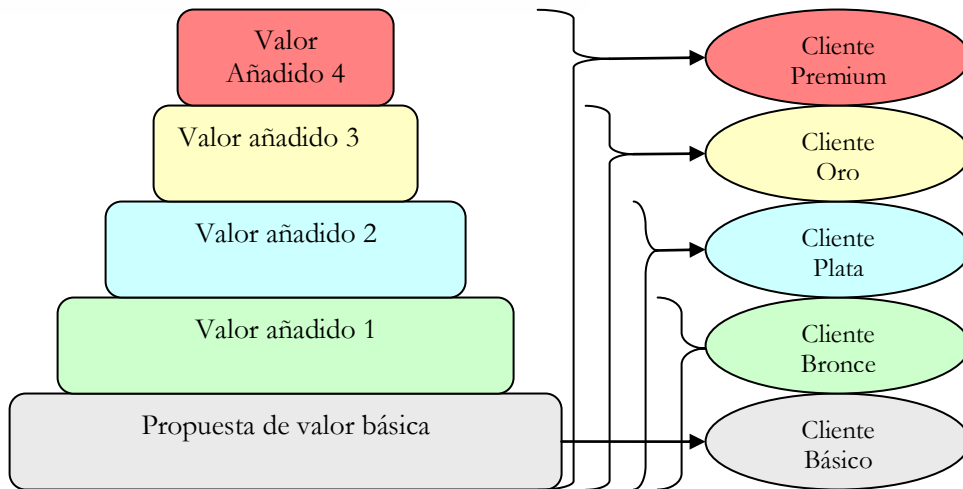 Valor
Añadido 4
Cliente
Premium
Valor añadido 3
Cliente
Oro
Valor añadido 2
Cliente
Plata
Valor añadido 1
Cliente
Bronce
Propuesta de valor básica
Cliente
Básico